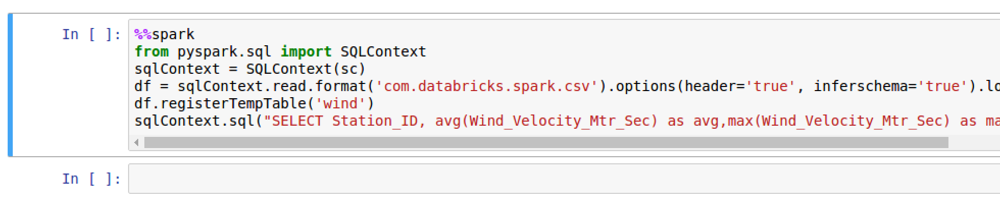 In [ ]:
%%spark
from pyspark.sql import SQLContext
sqlContext = SQLContext(sc)
df = sqlContext.read.format('com.databricks.spark.csv').options(header='true', inferschema='true').lo
df.registerTempTable('wind')
sqlContext.sql("SELECT Station_ID, avg(Wind_Velocity_Mtr_Sec) as avg,max(Wind_Velocity_Mtr_Sec) as ma
In [ ]: